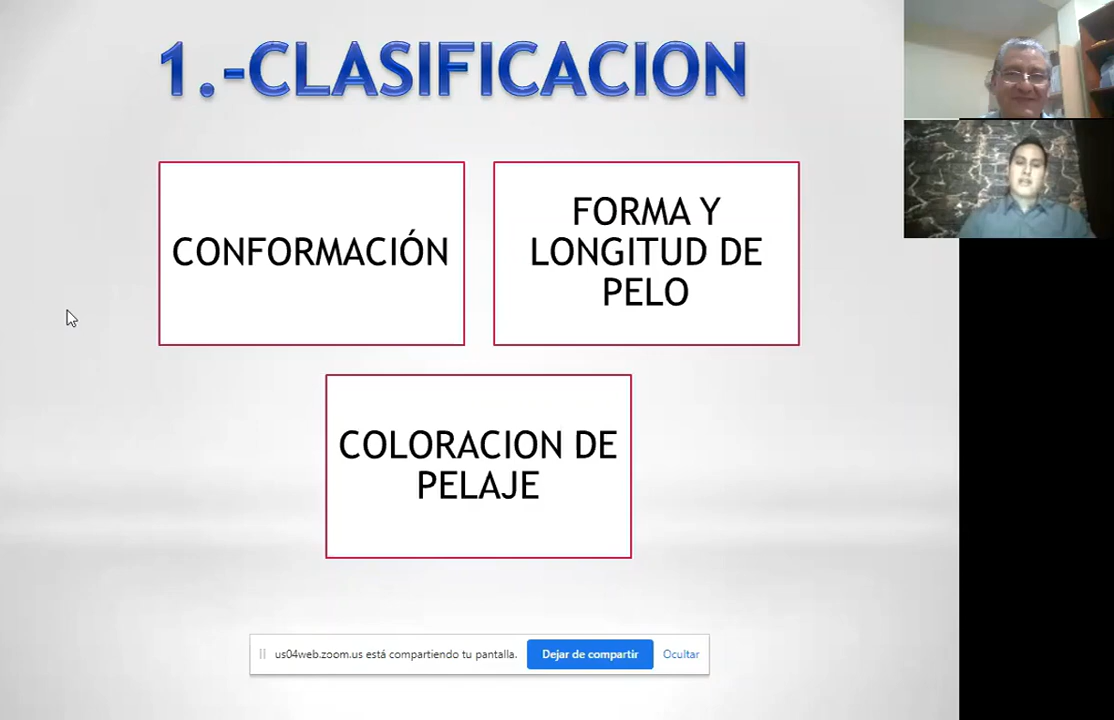 1.-CLASIFICACION
CONFORMACIÓN
FORMA Y
LONGITUD DE
PELO
COLORACION DE
PELAJE
us04web.zoom.us está compartiendo tu pantalla.
Dejar de compartir
Ocultar